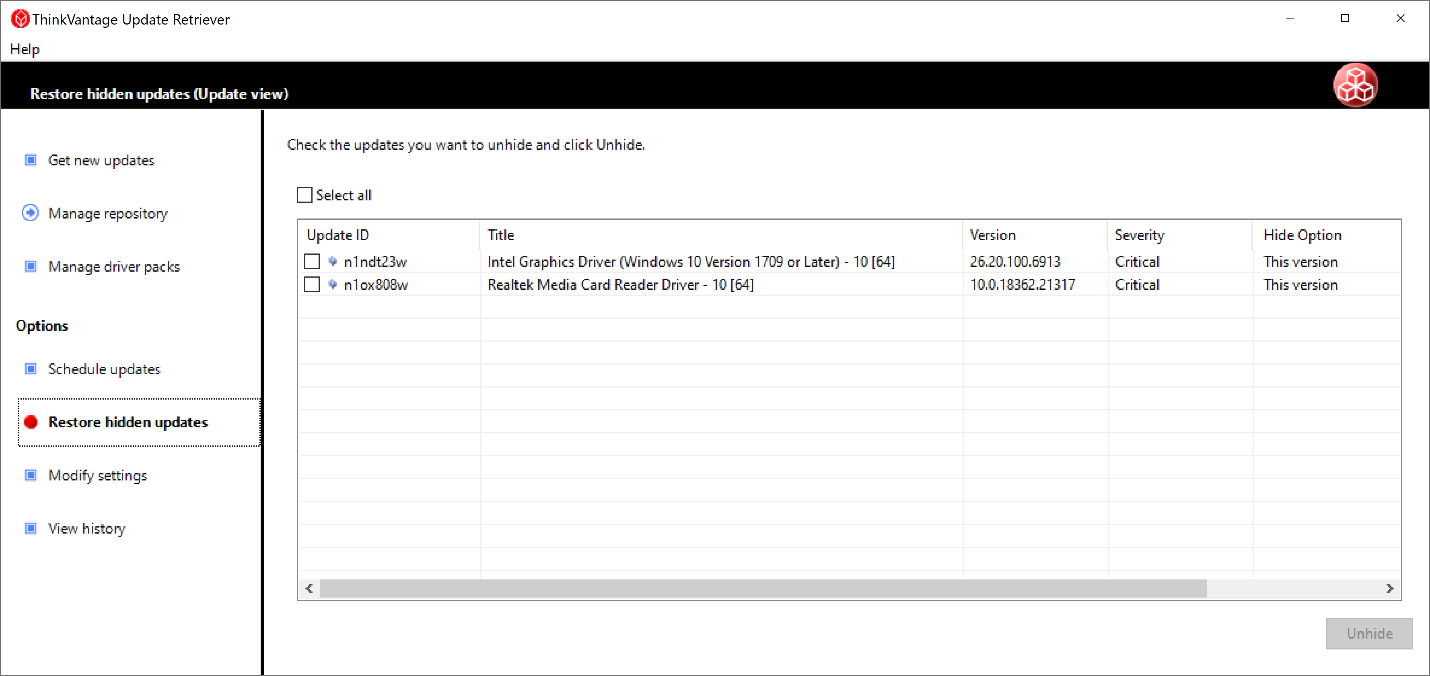 ThinkVantage Update Retriever
Help
Restore hidden updates (Update view)
Get new updates
Manage repository
Manage driver packs
Options
Schedule updates
Restore hidden updates
Modify settings
View history
Check the updates you want to unhide and click Unhide.
Select all
Update ID Title Version Severity Hide Option
n1ndt23w Intel Graphics Driver (Windows 10 Version 1709 or Later) - 10 [64] 26.20.100.6913 Critical This version
n1ox808w Realtek Media Card Reader Driver - 10 [64] 10.0.18362.21317 Critical This version
Unhide